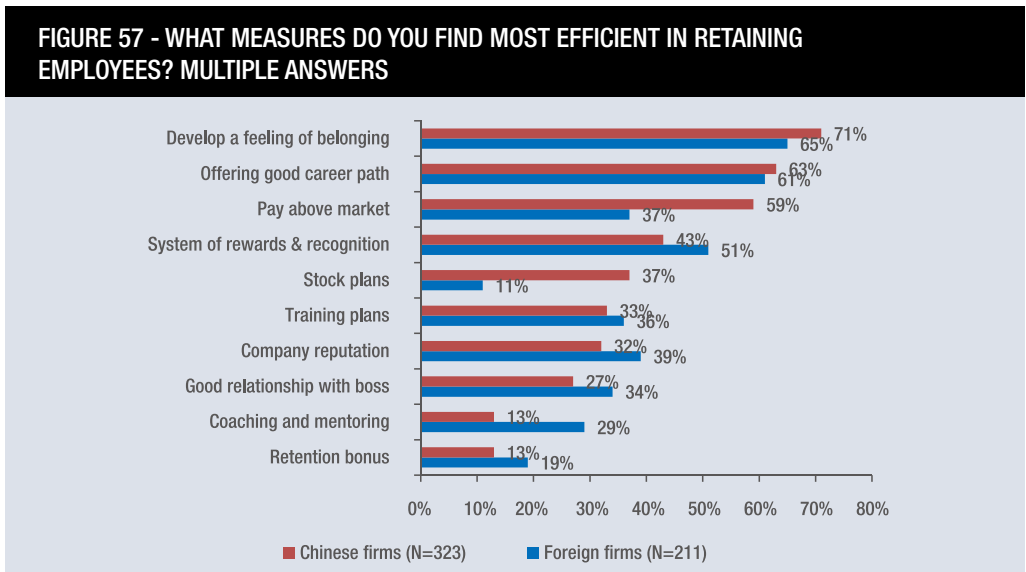 FIGURE 57 - WHAT MEASURES DO YOU FIND MOST EFFICIENT IN RETAINING
EMPLOYEES? MULTIPLE ANSWERS
Develop a feeling of belonging 71%
65%
Offering good career path 63%
61%
Pay above market 59%
37%
System of rewards & recognition 43%
51%
Stock plans 37%
11%
Training plans 33%
36%
Company reputation 32%
39%
Good relationship with boss 27%
34%
Coaching and mentoring 13%
29%
Retention bonus 13%
19%
0% 10% 20% 30% 40% 50% 60% 70% 80%
Chinese firms (N=323) Foreign firms (N=211)